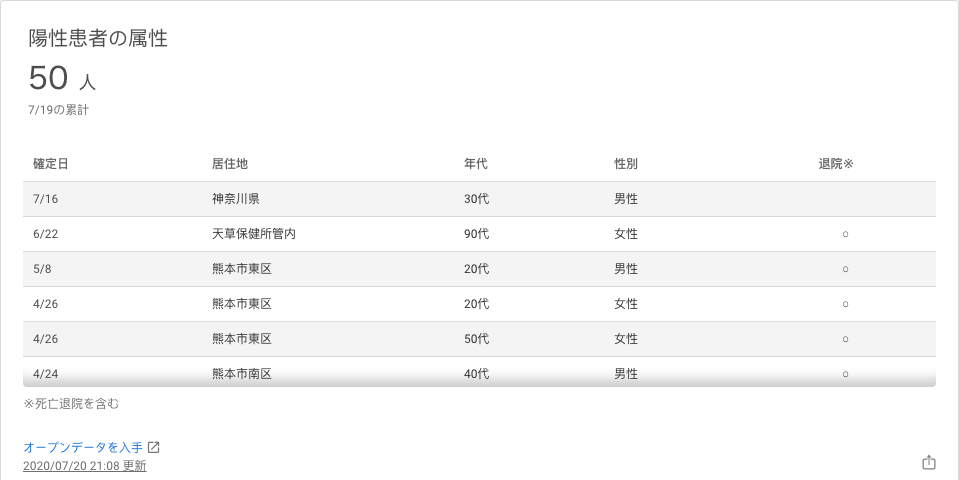 陽性患者の属性
50 人
7/19の累計
確定日 居住地 年代 性別 退院※
7/16 神奈川県 30代 男性
6/22 天草保健所管内 90代 女性 ○
5/8 熊本市東区 20代 男性 ○
4/26 熊本市東区 20代 女性 ○
4/26 熊本市東区 50代 女性 ○
4/24 熊本市南区 40代 男性 ○
※死亡退院を含む
オープンデータを入手
2020/07/20 21:08 更新